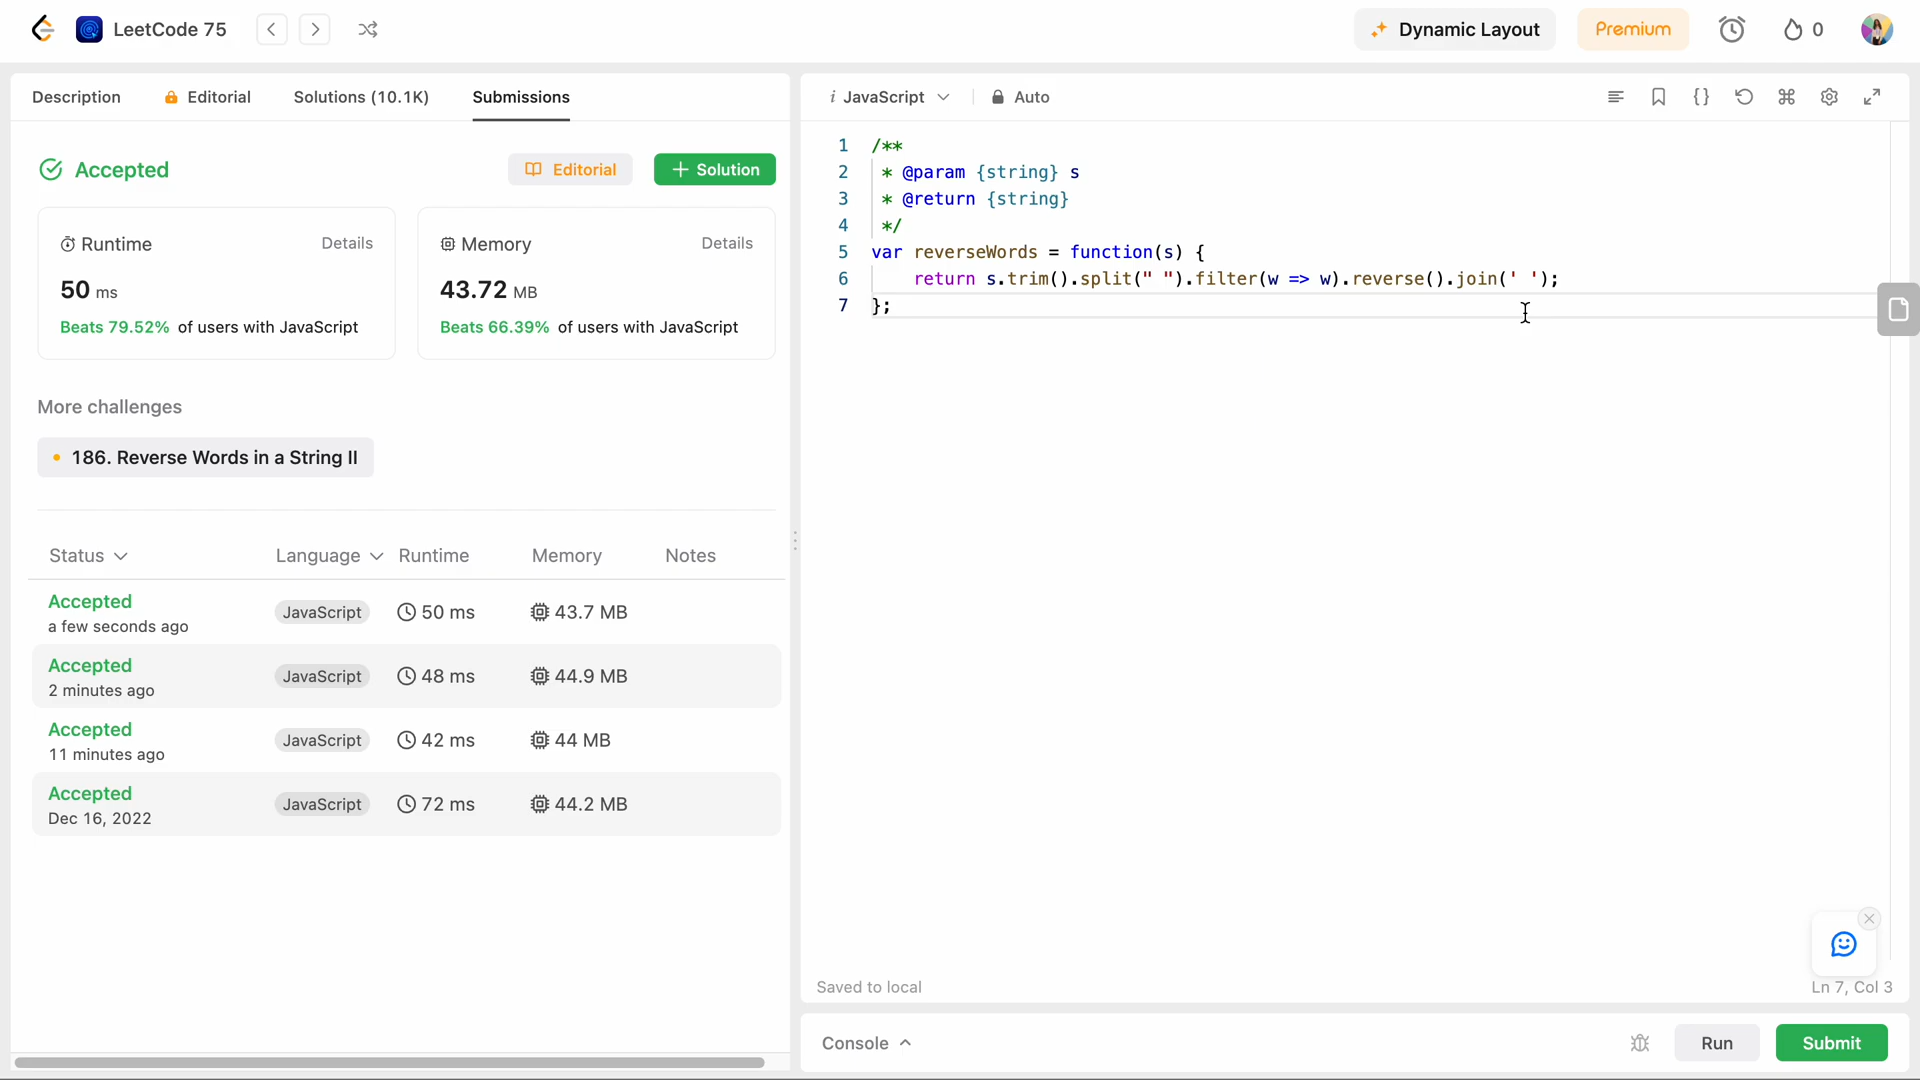 LeetCode 75
Dynamic Layout
Premium
0
Description
Editorial
Solutions (10.1K)
Submissions
Accepted
Editorial
+ Solution
Runtime
Details
50 ms
Beats 79.52% of users with JavaScript
Memory
Details
43.72 MB
Beats 66.39% of users with JavaScript
More challenges
186. Reverse Words in a String II
Status Language Runtime Memory Notes
Accepted
a few seconds ago
JavaScript 50 ms 43.7 MB
Accepted
2 minutes ago
JavaScript 48 ms 44.9 MB
Accepted
11 minutes ago
JavaScript 42 ms 44 MB
Accepted
Dec 16, 2022
JavaScript 72 ms 44.2 MB
i JavaScript
Auto
1 /**
2 * @param {string} s
3 * @return {string}
4 */
5 var reverseWords = function(s) {
6 return s.trim().split(" ").filter(w => w).reverse().join(' ');
7 };
Saved to local
Ln 7, Col 3
Console
Run
Submit